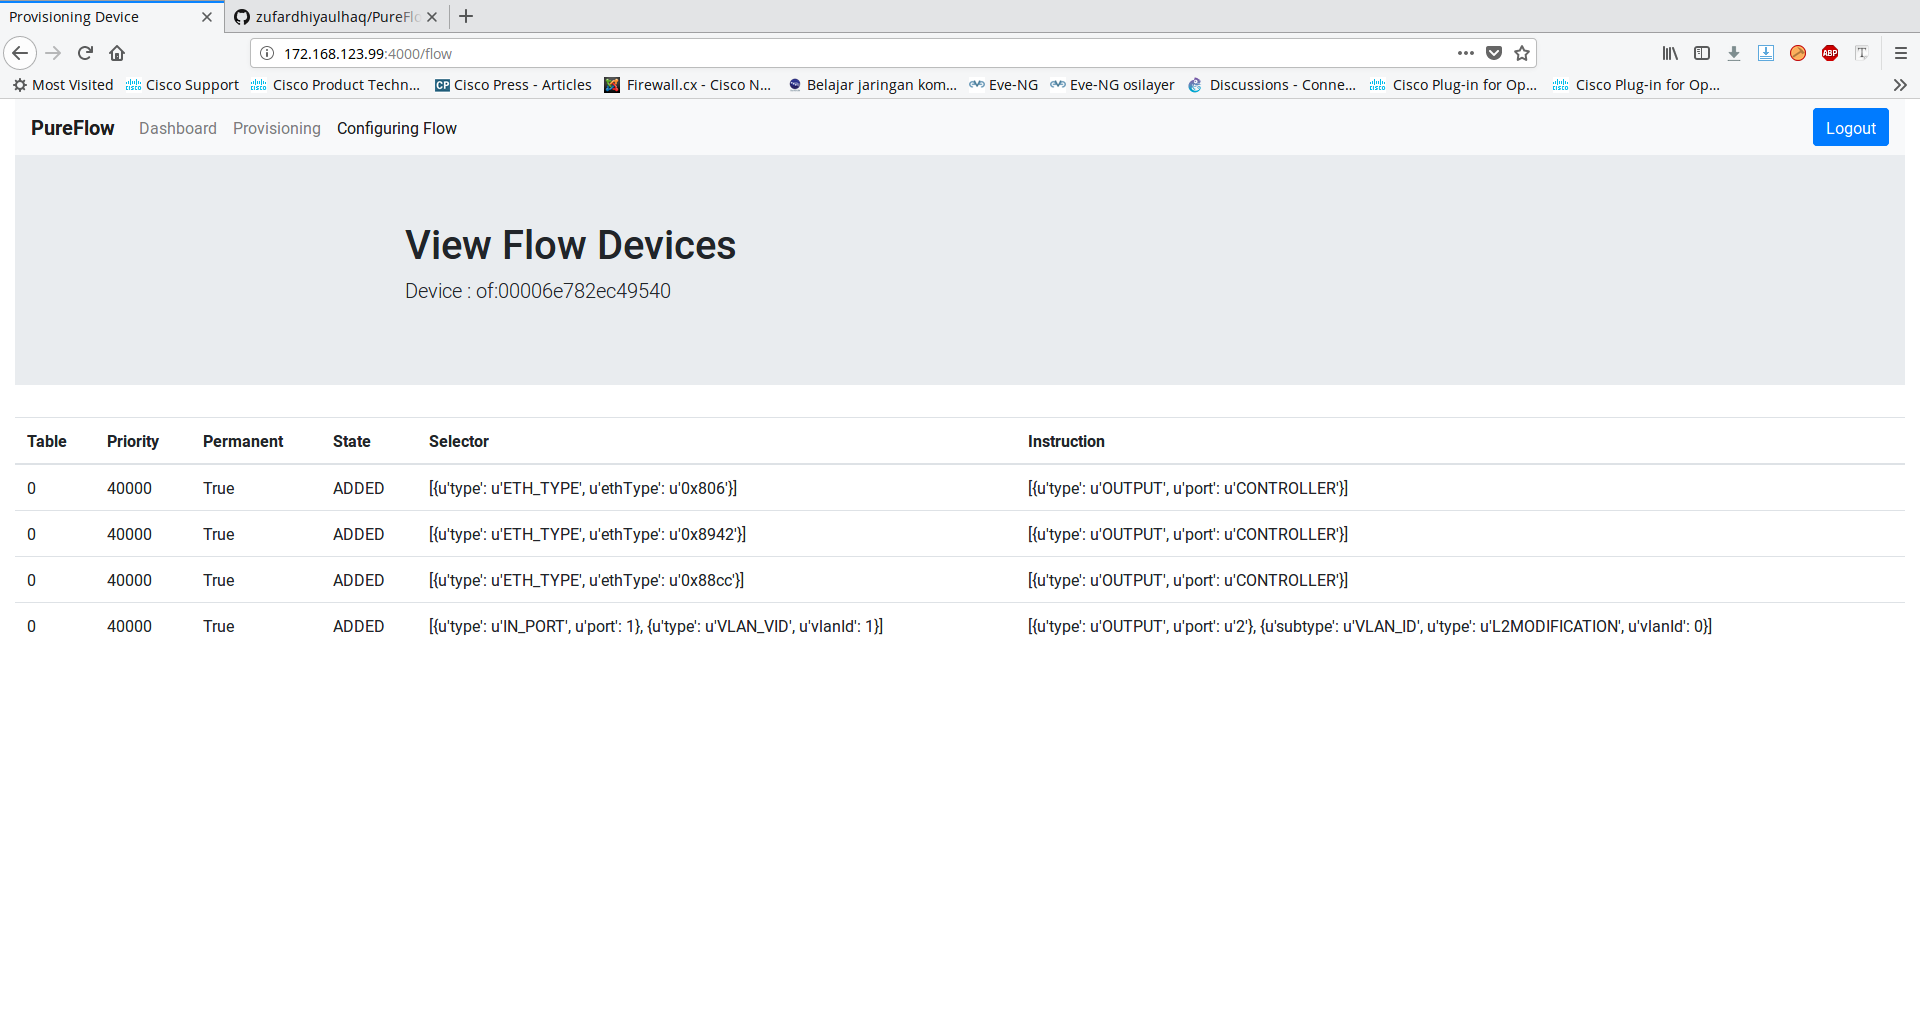 Provisioning Device
zufardhiyaulhaq/PureFlo
172.168.123.99:4000/flow
Most Visited Cisco Support Cisco Product Techn... CP Cisco Press - Articles Firewall.cx - Cisco N... Belajar jaringan kom... Eve-NG Eve-NG osilayer Discussions - Conne... Cisco Plug-in for Op... Cisco Plug-in for Op...
PureFlow Dashboard Provisioning Configuring Flow Logout
View Flow Devices
Device : of:00006e782ec49540
Table Priority Permanent State Selector Instruction
0 40000 True ADDED [{u'type': u'ETH_TYPE', u'ethType': u'0x806'}] [{u'type': u'OUTPUT', u'port': u'CONTROLLER'}]
0 40000 True ADDED [{u'type': u'ETH_TYPE', u'ethType': u'0x8942'}] [{u'type': u'OUTPUT', u'port': u'CONTROLLER'}]
0 40000 True ADDED [{u'type': u'ETH_TYPE', u'ethType': u'0x88cc'}] [{u'type': u'OUTPUT', u'port': u'CONTROLLER'}]
0 40000 True ADDED [{u'type': u'IN_PORT', u'port': 1}, {u'type': u'VLAN_VID', u'vlanId': 1}] [{u'type': u'OUTPUT', u'port': u'2'}, {u'subtype': u'VLAN_ID', u'type': u'L2MODIFICATION', u'vlanId': 0}]